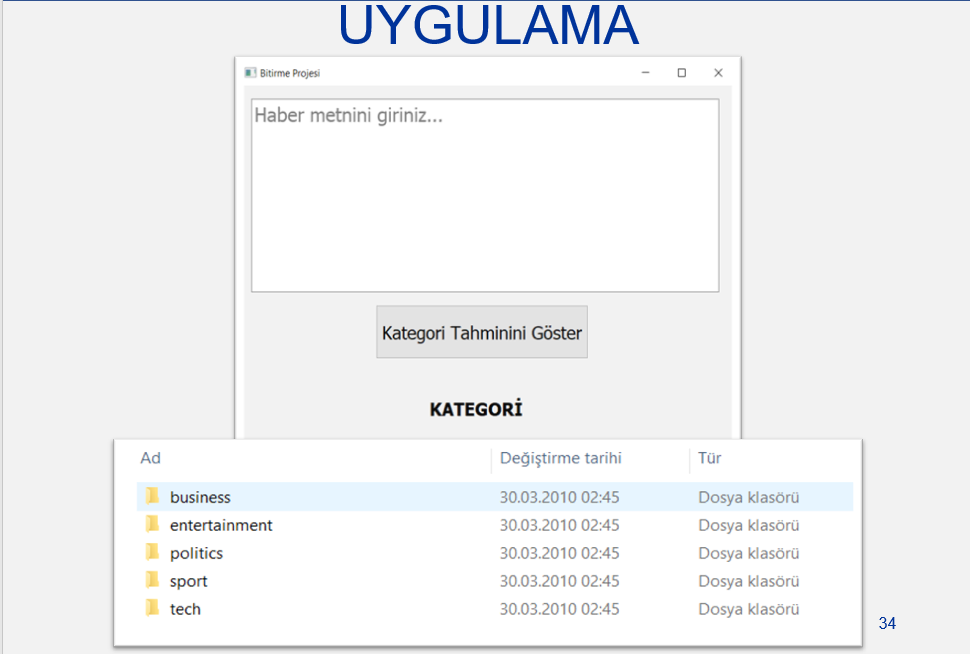 UYGULAMA
Bitirme Projesi
Haber metnini giriniz...
Kategori Tahminini Göster
KATEGORİ
Ad Değiştirme tarihi Tür
business 30.03.2010 02:45 Dosya klasörü
entertainment 30.03.2010 02:45 Dosya klasörü
politics 30.03.2010 02:45 Dosya klasörü
sport 30.03.2010 02:45 Dosya klasörü
tech 30.03.2010 02:45 Dosya klasörü
34